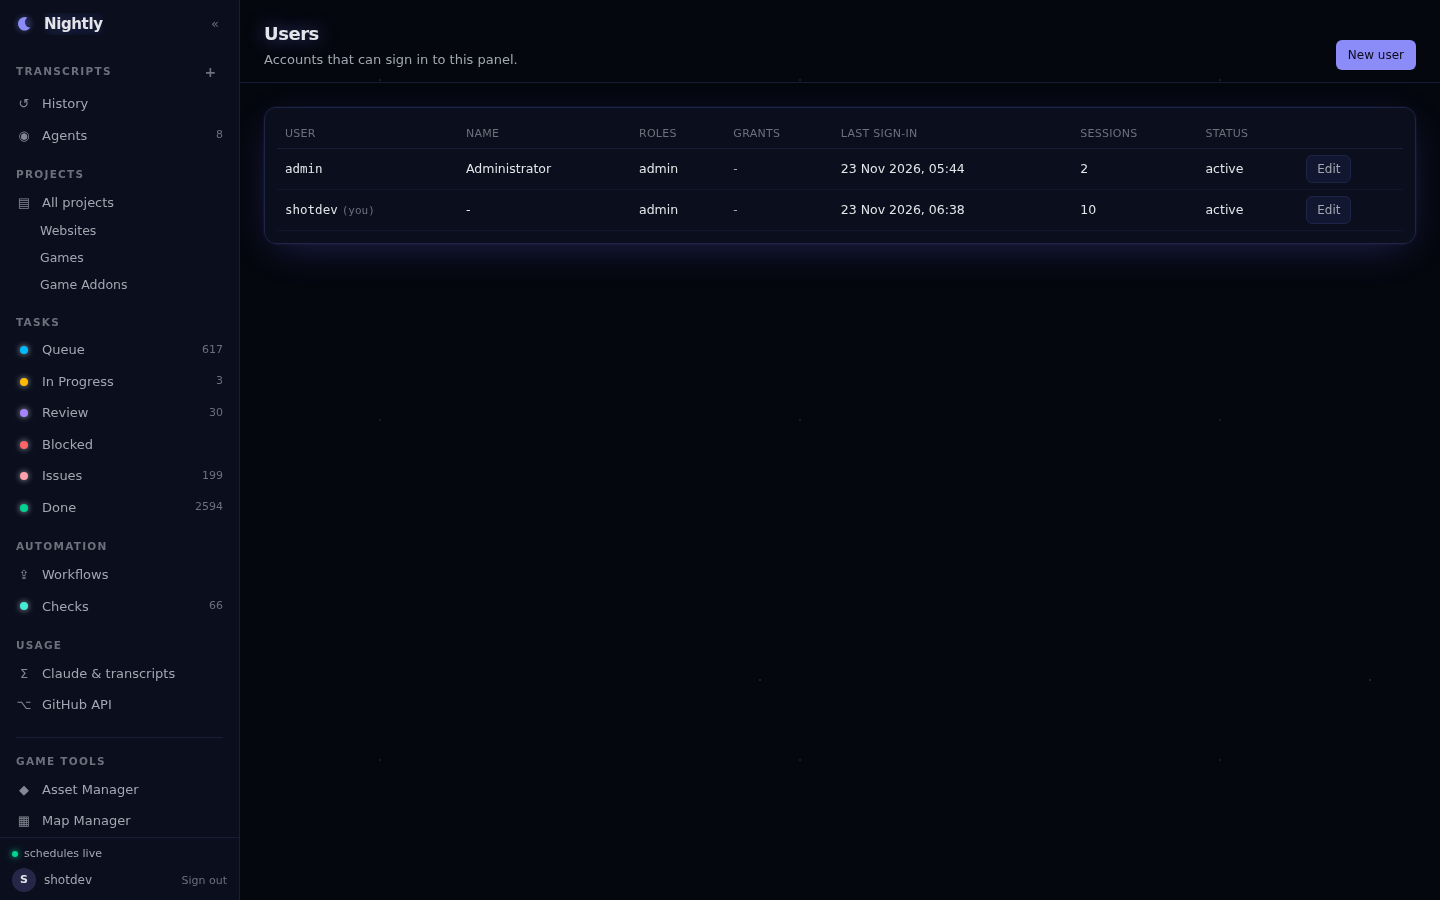 Nightly «
TRANSCRIPTS +
History
Agents 8
PROJECTS
All projects
Websites
Games
Game Addons
TASKS
Queue 617
In Progress 3
Review 30
Blocked
Issues 199
Done 2594
AUTOMATION
Workflows
Checks 66
USAGE
Σ Claude & transcripts
GitHub API
GAME TOOLS
Asset Manager
Map Manager
schedules live
S shotdev Sign out
Users
Accounts that can sign in to this panel.
New user
USER NAME ROLES GRANTS LAST SIGN-IN SESSIONS STATUS
admin Administrator admin - 23 Nov 2026, 05:44 2 active Edit
shotdev (you) - admin - 23 Nov 2026, 06:38 10 active Edit